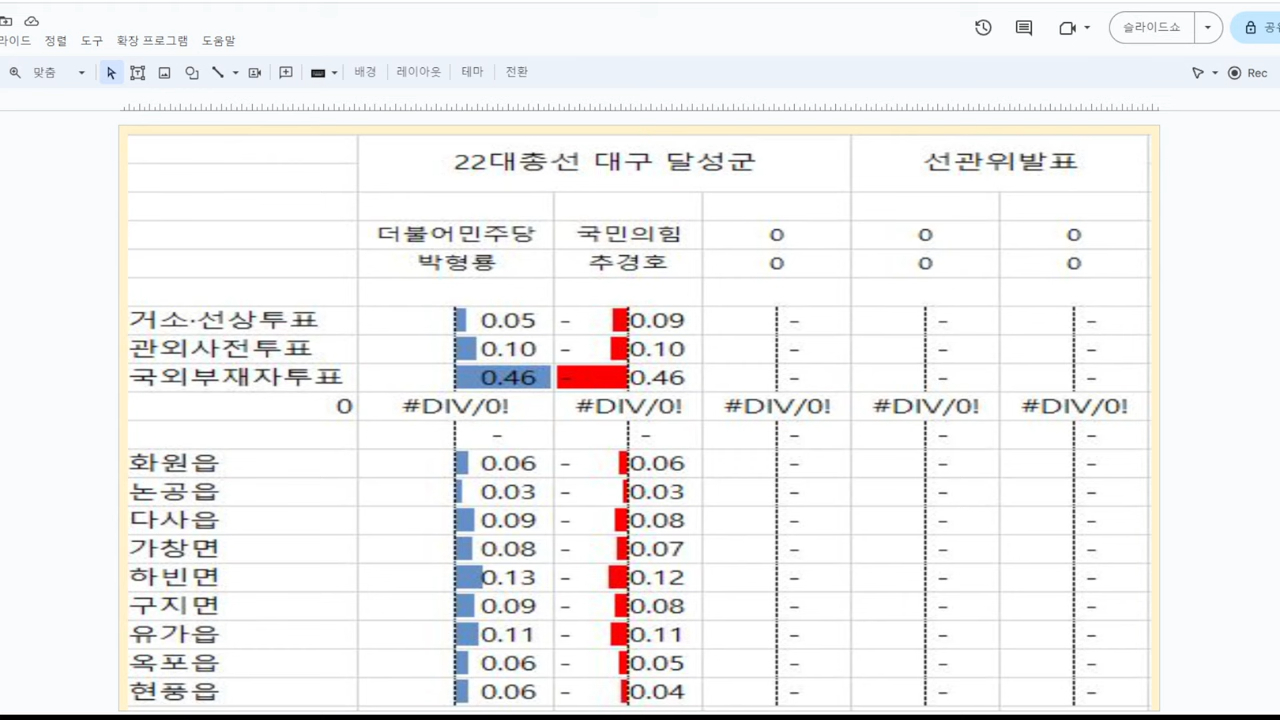 라이드 정렬 도구 확장 프로그램 도움말
슬라이드쇼
맞춤
배경 레이아웃 테마 전환
Rec
22대총선 대구 달성군 선관위발표
더불어민주당 국민의힘 0 0 0
박형룡 추경호 0 0 0
거소·선상투표 0.05 - 0.09 - - -
관외사전투표 0.10 - 0.10 - - -
국외부재자투표 0.46 - 0.46 - - -
0 #DIV/0! #DIV/0! #DIV/0! #DIV/0! #DIV/0!
- - - - -
화원읍 0.06 - 0.06 - - -
논공읍 0.03 - 0.03 - - -
다사읍 0.09 - 0.08 - - -
가창면 0.08 - 0.07 - - -
하빈면 0.13 - 0.12 - - -
구지면 0.09 - 0.08 - - -
유가읍 0.11 - 0.11 - - -
옥포읍 0.06 - 0.05 - - -
현풍읍 0.06 - 0.04 - - -